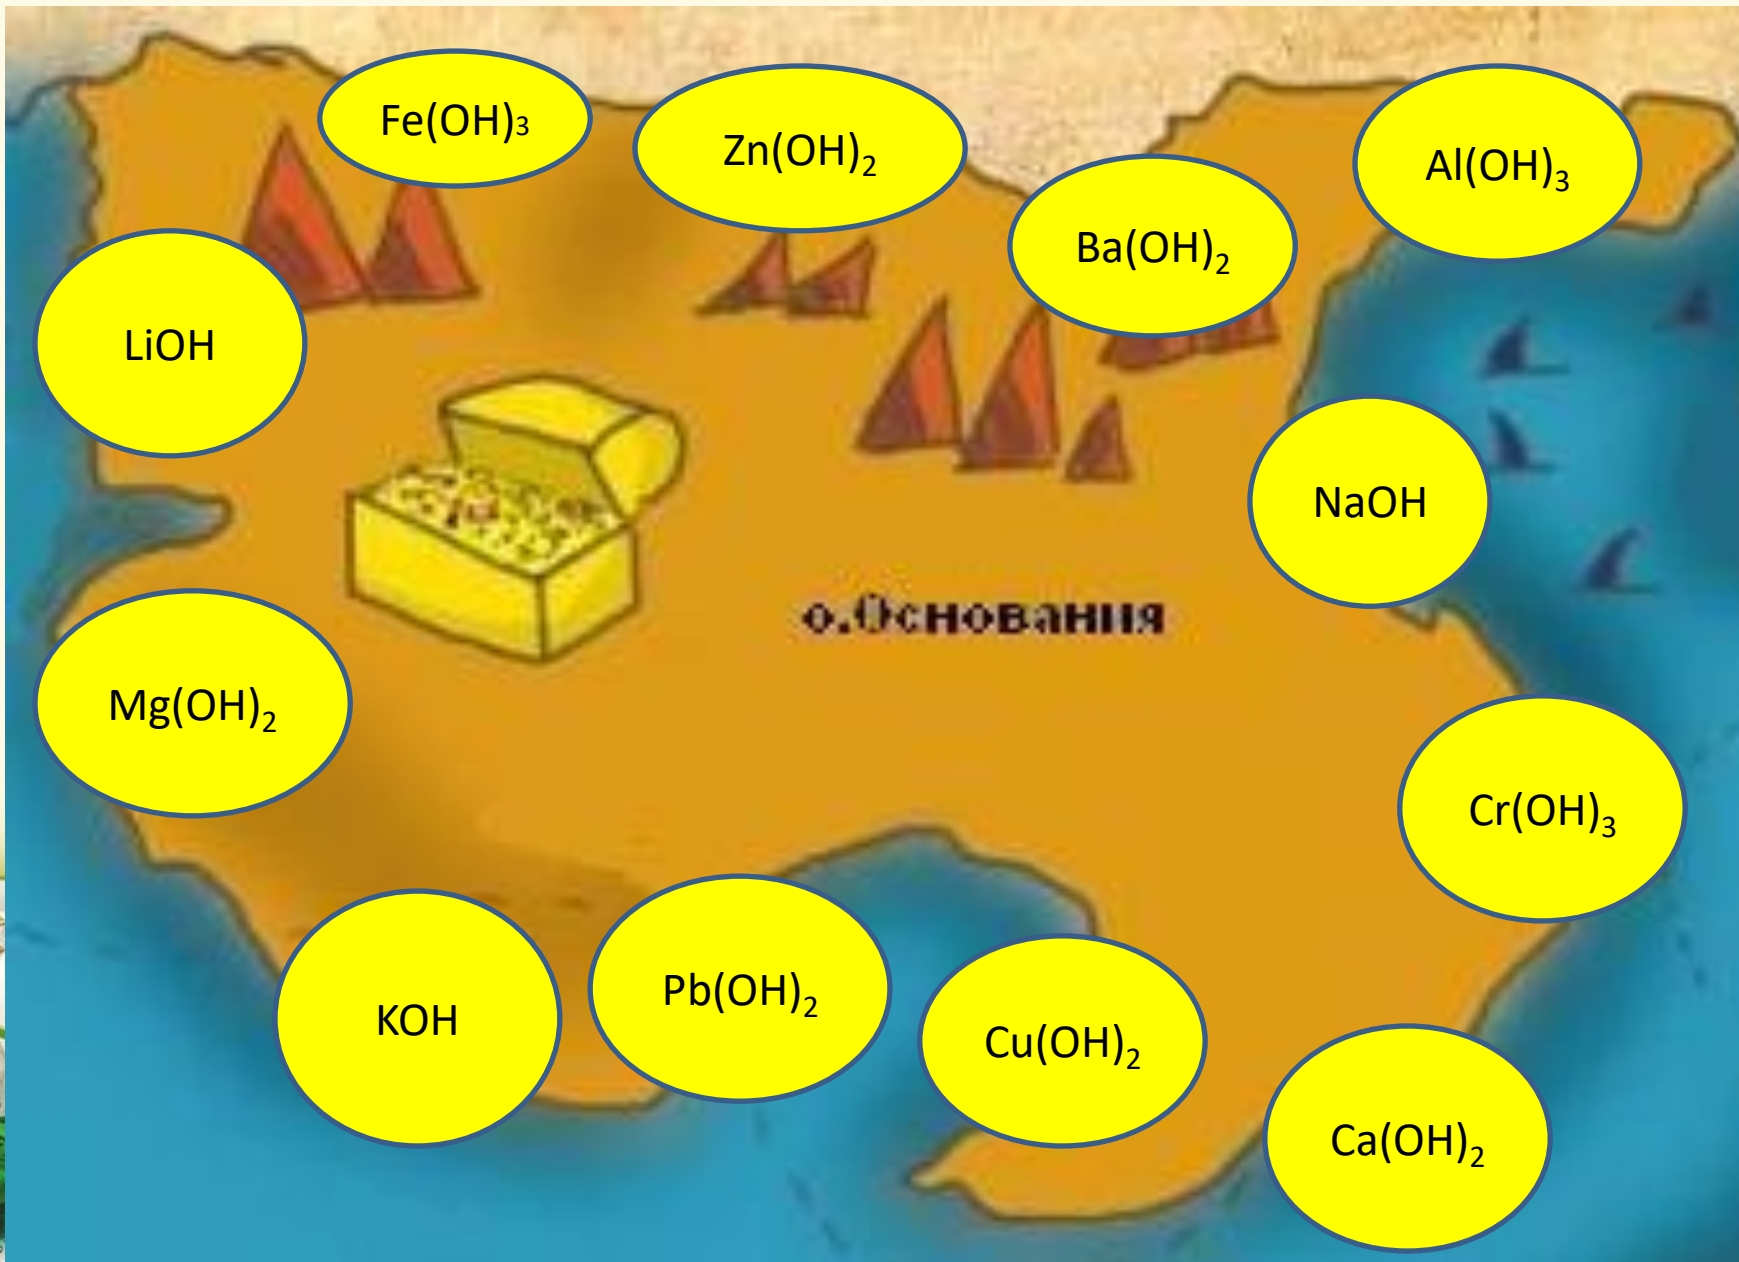 Fe(OH)₃
Zn(OH)₂
Al(OH)₃
Ba(OH)₂
LiOH
NaOH
о.Основания
Mg(OH)₂
Cr(OH)₃
Pb(OH)₂
KOH
Cu(OH)₂
Ca(OH)₂